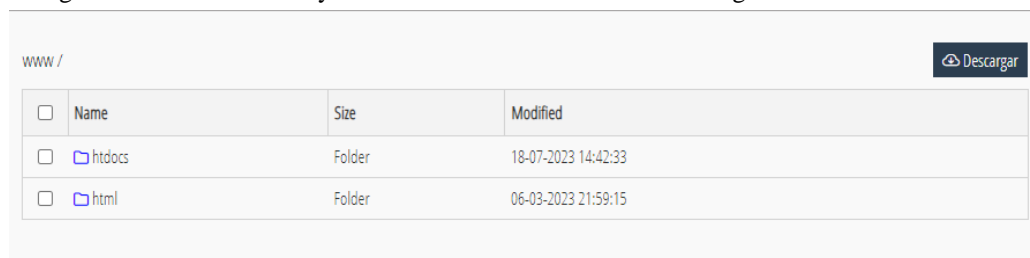 www /
Descargar
Name Size Modified
htdocs Folder 18-07-2023 14:42:33
html Folder 06-03-2023 21:59:15